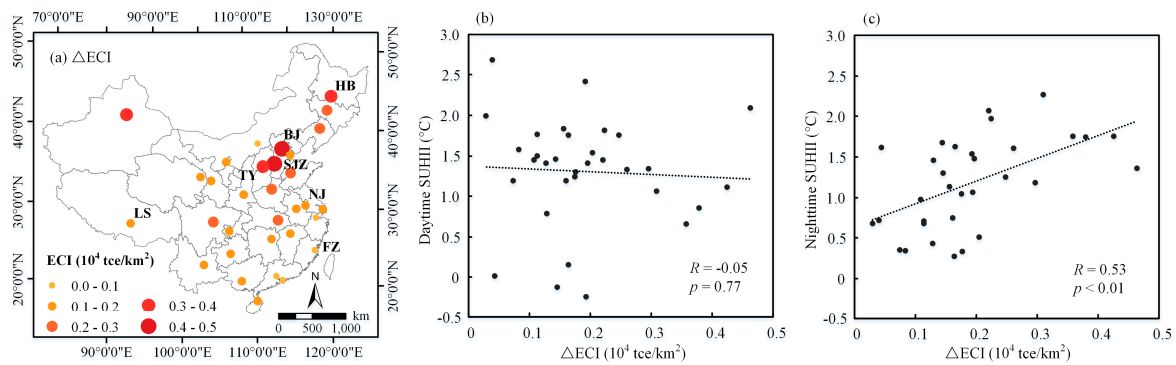 70°0'0"E 90°0'0"E 110°0'0"E 130°0'0"E
(a) △ECI
50°0'0"N
40°0'0"N
30°0'0"N
20°0'0"N
50°0'0"N
40°0'0"N
30°0'0"N
20°0'0"N
HB
BJ
SJZ
TY
NJ
LS
FZ
ECI (10⁴ tce/km²)
0.0 - 0.1
0.1 - 0.2
0.2 - 0.3
0.3 - 0.4
0.4 - 0.5
N
0 500 1,000
km
90°0'0"E 100°0'0"E 110°0'0"E 120°0'0"E
(b)
Daytime SUHII (°C)
3.0
2.5
2.0
1.5
1.0
0.5
0
-0.5
R = -0.05
p = 0.77
0 0.1 0.2 0.3 0.4 0.5
△ECI (10⁴ tce/km²)
(c)
Nighttime SUHII (°C)
3.0
2.5
2.0
1.5
1.0
0.5
0
-0.5
R = 0.53
p < 0.01
0 0.1 0.2 0.3 0.4 0.5
△ECI (10⁴ tce/km²)